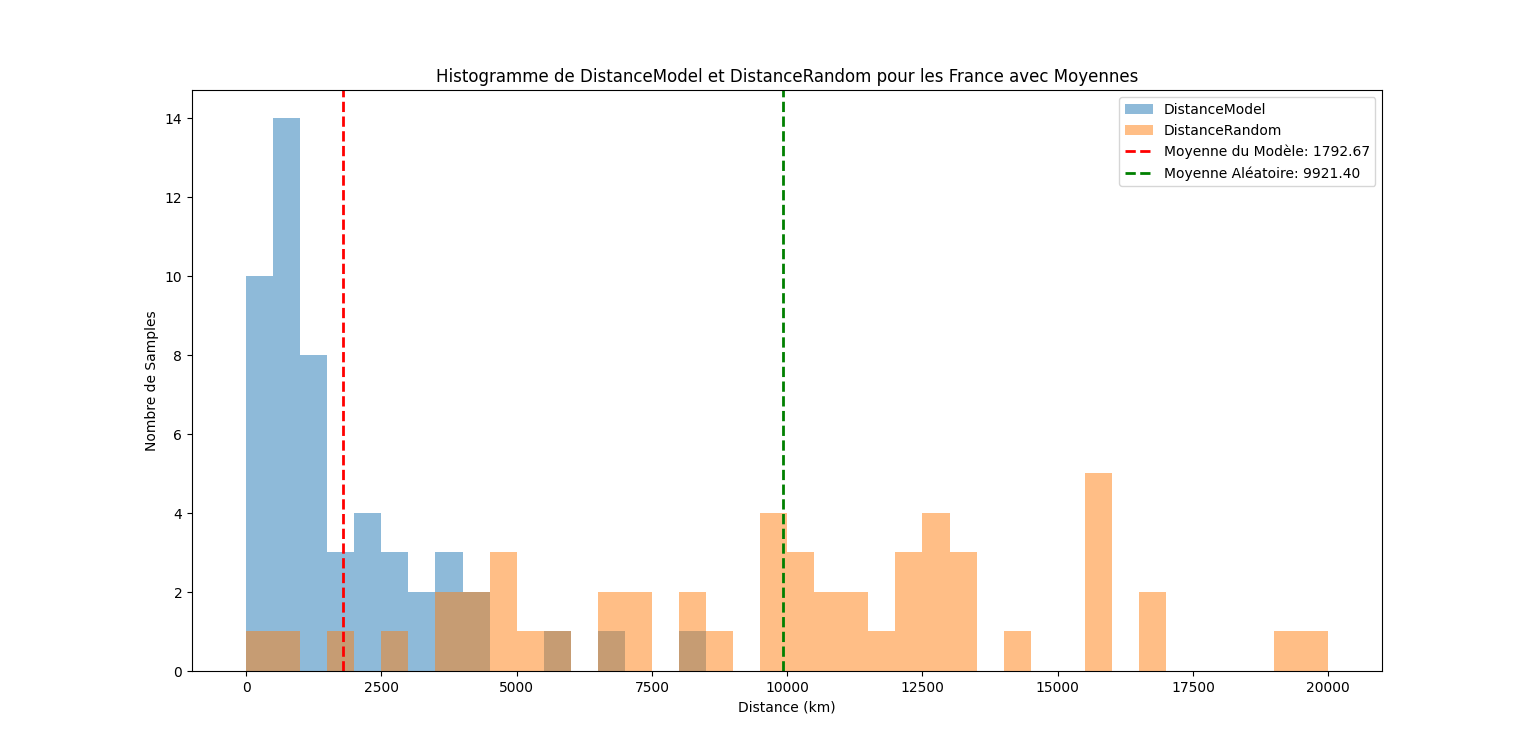 Histogramme de DistanceModel et DistanceRandom pour les France avec Moyennes
DistanceModel
DistanceRandom
Moyenne du Modèle: 1792.67
Moyenne Aléatoire: 9921.40
Nombre de Samples
14
12
10
8
6
4
2
0
0 2500 5000 7500 10000 12500 15000 17500 20000
Distance (km)